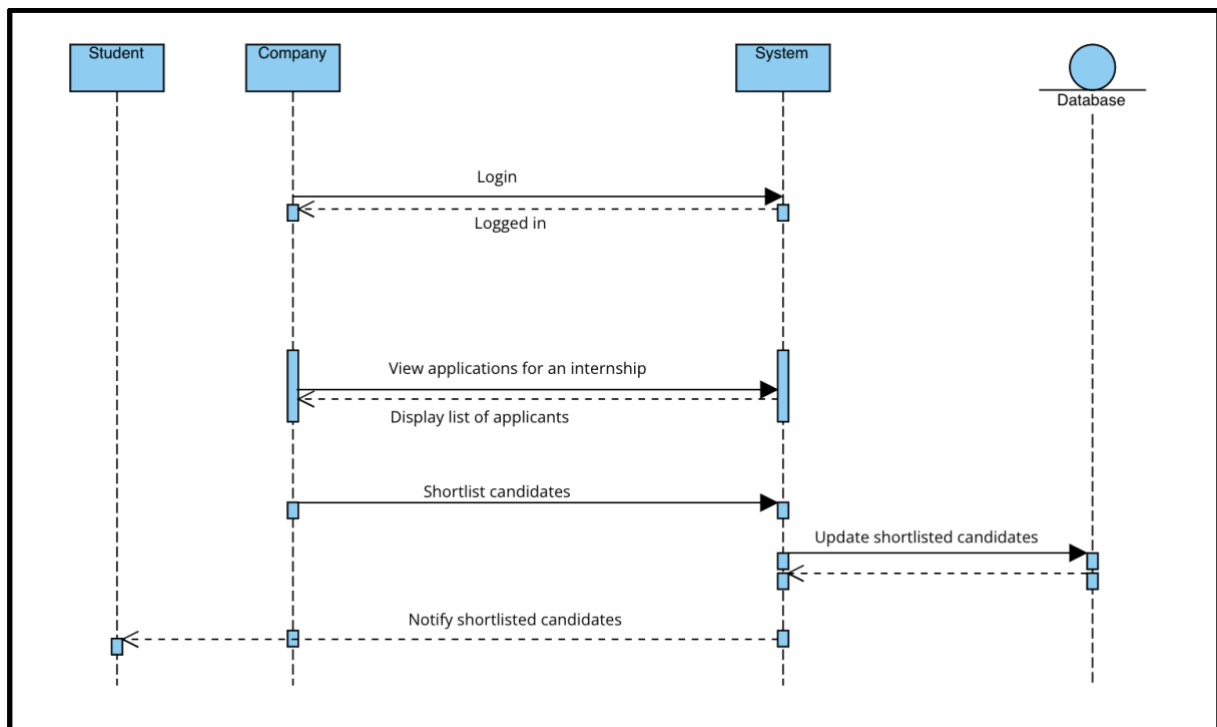 Student
Company
System
Database
Login
Logged in
View applications for an internship
Display list of applicants
Shortlist candidates
Update shortlisted candidates
Notify shortlisted candidates